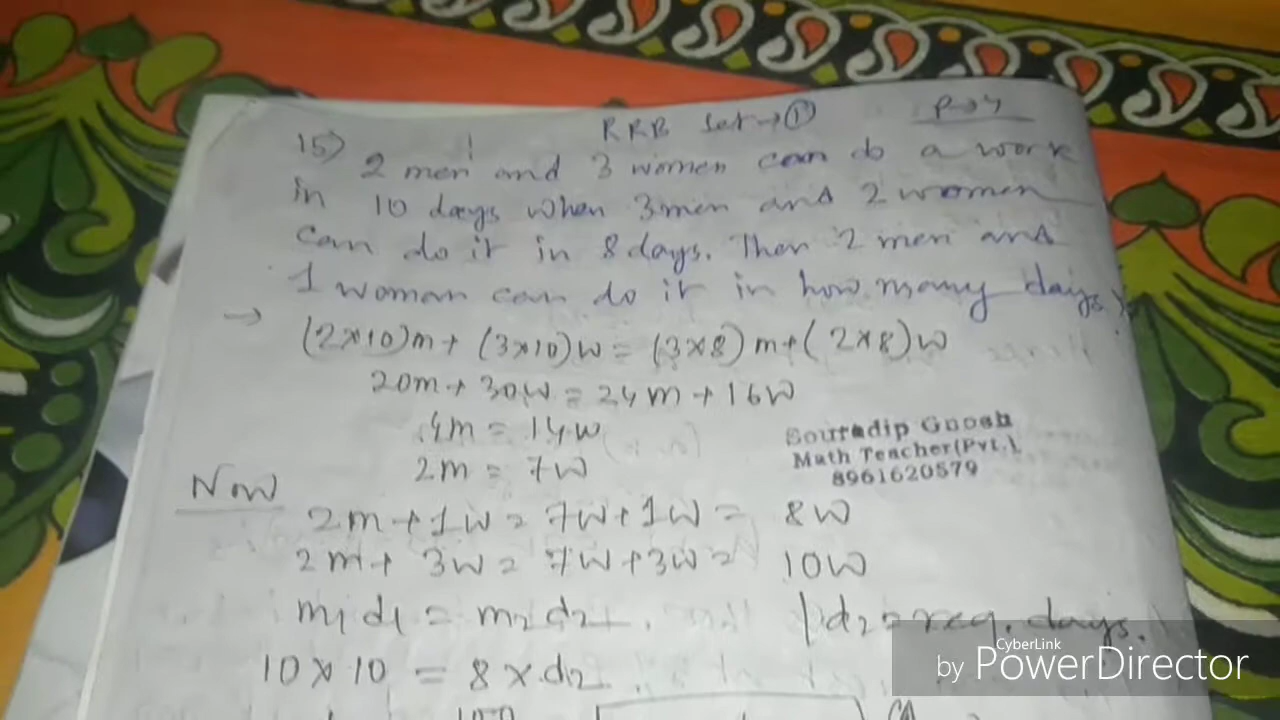 RRB Set→① P→4
15) 2 men and 3 women can do a work
in 10 days when 3 men and 2 women
can do it in 8 days. Then 2 men and
1 woman can do it in how many days?
→ (2×10)m+(3×10)w = (3×8)m+(2×8)w
20m+30w = 24m+16w
4m = 14w
2m = 7w
Souradip Ghosh
Math Teacher(Pvt.)
8961620579
Now
2m+1w = 7w+1w = 8w
2m+3w = 7w+3w = 10w
m₁d₁ = m₂d₂. |d₂ = req. days.
10×10 = 8×d₂
100
CyberLink
by PowerDirector